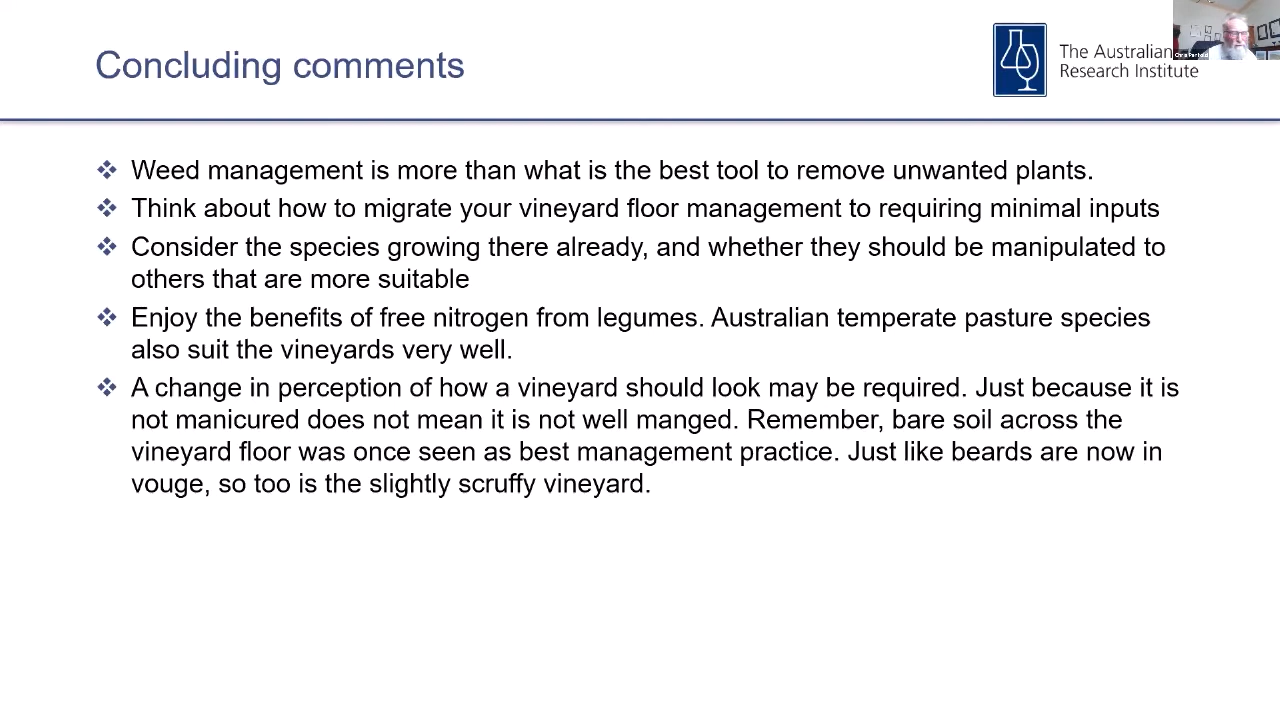 Concluding comments
The Australian
Research Institute
❖ Weed management is more than what is the best tool to remove unwanted plants.
❖ Think about how to migrate your vineyard floor management to requiring minimal inputs
❖ Consider the species growing there already, and whether they should be manipulated to
others that are more suitable
❖ Enjoy the benefits of free nitrogen from legumes. Australian temperate pasture species
also suit the vineyards very well.
❖ A change in perception of how a vineyard should look may be required. Just because it is
not manicured does not mean it is not well manged. Remember, bare soil across the
vineyard floor was once seen as best management practice. Just like beards are now in
vouge, so too is the slightly scruffy vineyard.